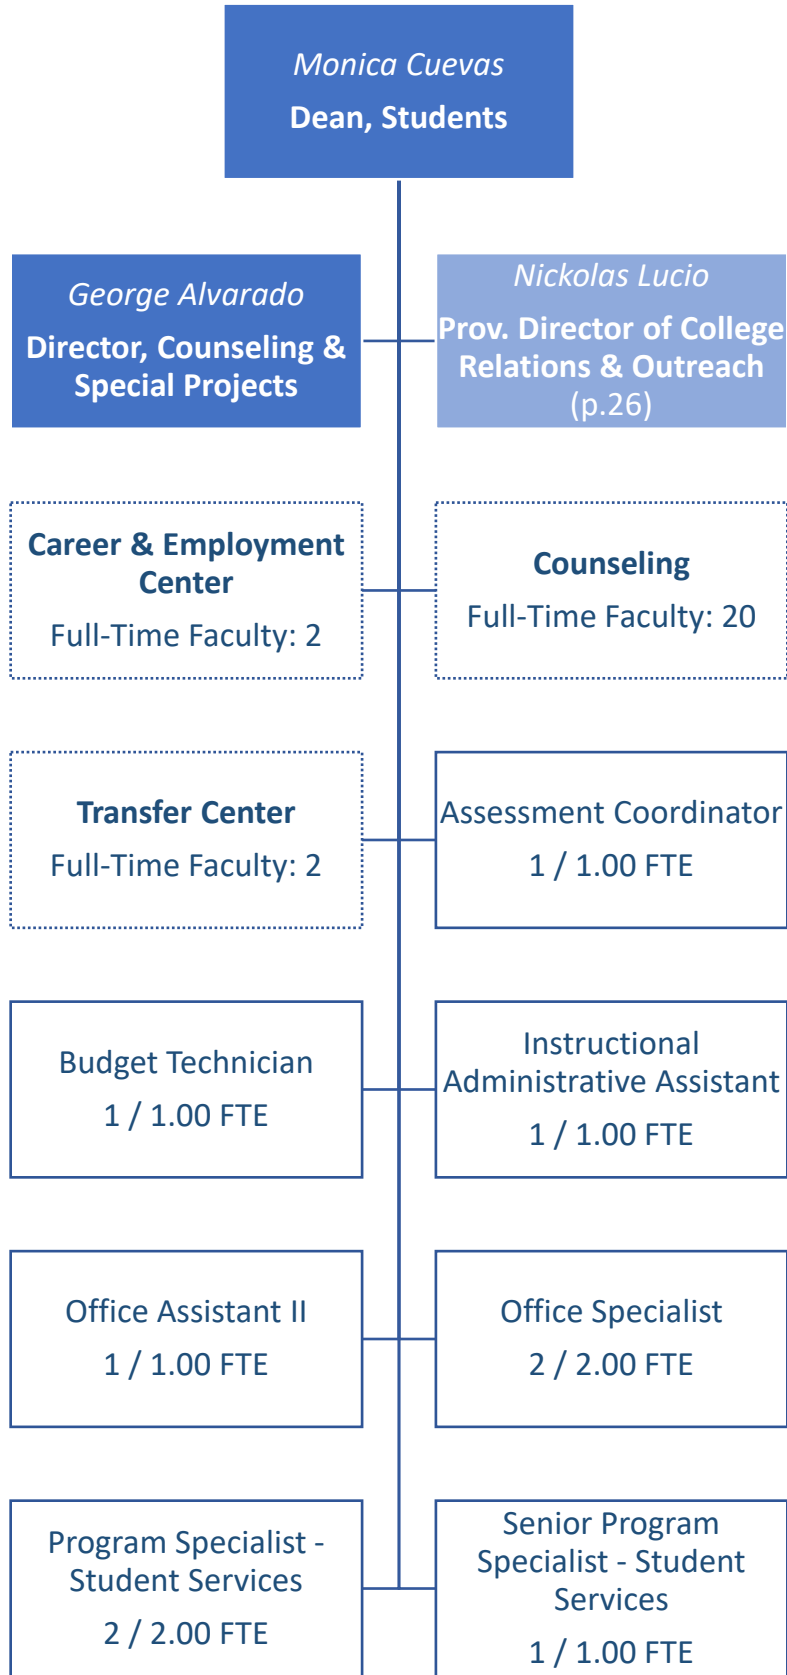 Monica Cuevas
Dean, Students
George Alvarado
Director, Counseling &
Special Projects
Nickolas Lucio
Prov. Director of College
Relations & Outreach
(p.26)
Career & Employment
Center
Full-Time Faculty: 2
Counseling
Full-Time Faculty: 20
Transfer Center
Full-Time Faculty: 2
Assessment Coordinator
1 / 1.00 FTE
Budget Technician
1 / 1.00 FTE
Instructional
Administrative Assistant
1 / 1.00 FTE
Office Assistant II
1 / 1.00 FTE
Office Specialist
2 / 2.00 FTE
Program Specialist -
Student Services
2 / 2.00 FTE
Senior Program
Specialist - Student
Services
1 / 1.00 FTE